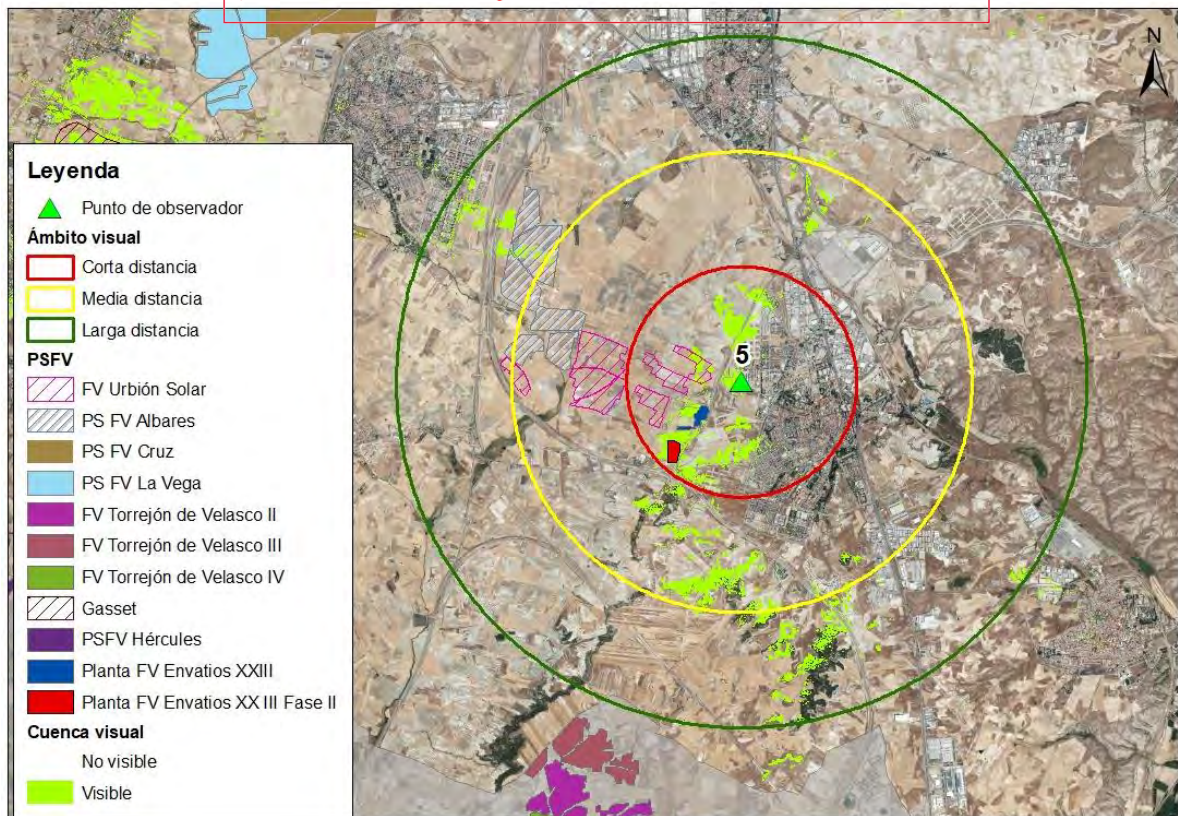 N
Leyenda
Punto de observador
Ámbito visual
Corta distancia
Media distancia
Larga distancia
PSFV
FV Urbión Solar
PS FV Albares
PS FV Cruz
PS FV La Vega
FV Torrejón de Velasco II
FV Torrejón de Velasco III
FV Torrejón de Velasco IV
Gasset
PSFV Hércules
Planta FV Envatios XXIII
Planta FV Envatios XX III Fase II
Cuenca visual
No visible
Visible
5